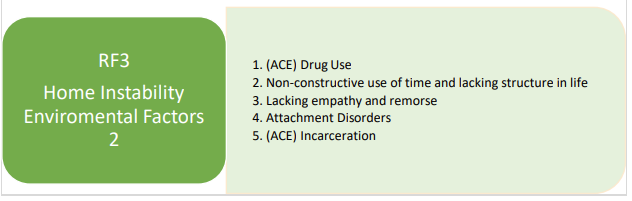 RF3
Home Instability
Enviromental Factors
2
1. (ACE) Drug Use
2. Non-constructive use of time and lacking structure in life
3. Lacking empathy and remorse
4. Attachment Disorders
5. (ACE) Incarceration